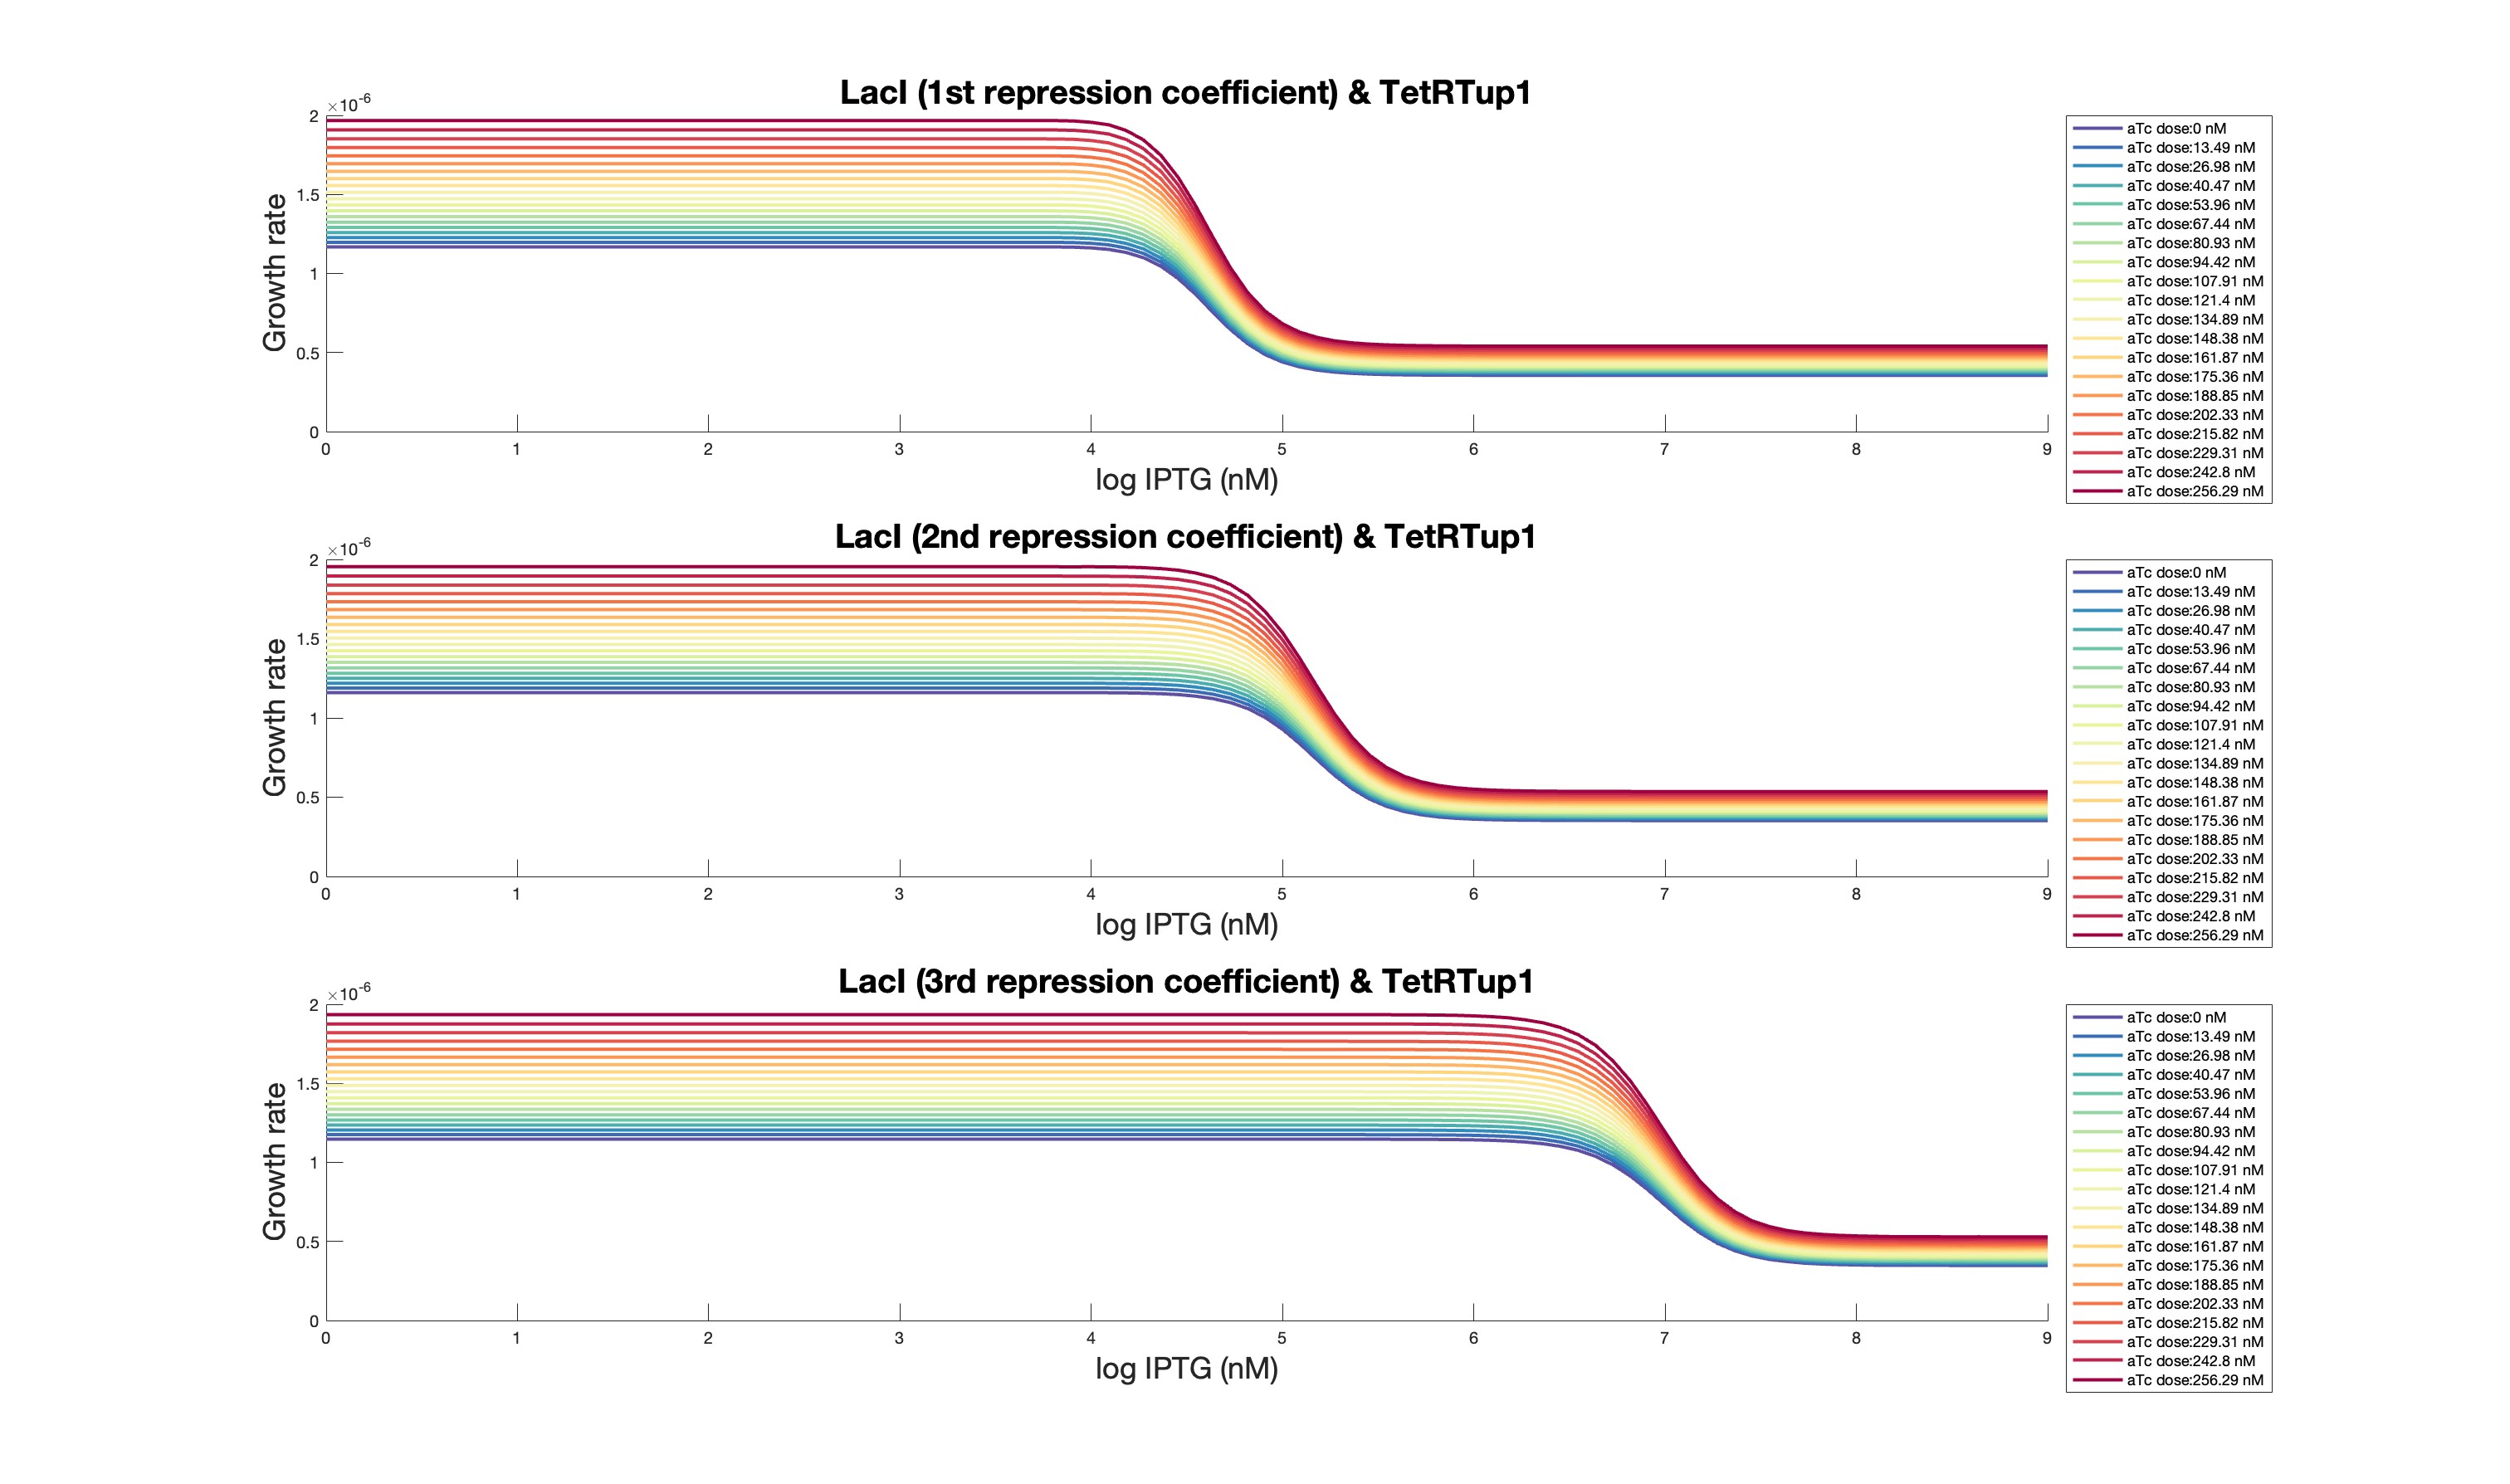 LacI (1st repression coefficient) & TetRTup1
×10-6
2
1.5
1
0.5
0
Growth rate
0 1 2 3 4 5 6 7 8 9
log IPTG (nM)
aTc dose:0 nM
aTc dose:13.49 nM
aTc dose:26.98 nM
aTc dose:40.47 nM
aTc dose:53.96 nM
aTc dose:67.44 nM
aTc dose:80.93 nM
aTc dose:94.42 nM
aTc dose:107.91 nM
aTc dose:121.4 nM
aTc dose:134.89 nM
aTc dose:148.38 nM
aTc dose:161.87 nM
aTc dose:175.36 nM
aTc dose:188.85 nM
aTc dose:202.33 nM
aTc dose:215.82 nM
aTc dose:229.31 nM
aTc dose:242.8 nM
aTc dose:256.29 nM
LacI (2nd repression coefficient) & TetRTup1
×10-6
2
1.5
1
0.5
0
Growth rate
0 1 2 3 4 5 6 7 8 9
log IPTG (nM)
aTc dose:0 nM
aTc dose:13.49 nM
aTc dose:26.98 nM
aTc dose:40.47 nM
aTc dose:53.96 nM
aTc dose:67.44 nM
aTc dose:80.93 nM
aTc dose:94.42 nM
aTc dose:107.91 nM
aTc dose:121.4 nM
aTc dose:134.89 nM
aTc dose:148.38 nM
aTc dose:161.87 nM
aTc dose:175.36 nM
aTc dose:188.85 nM
aTc dose:202.33 nM
aTc dose:215.82 nM
aTc dose:229.31 nM
aTc dose:242.8 nM
aTc dose:256.29 nM
LacI (3rd repression coefficient) & TetRTup1
×10-6
2
1.5
1
0.5
0
Growth rate
0 1 2 3 4 5 6 7 8 9
log IPTG (nM)
aTc dose:0 nM
aTc dose:13.49 nM
aTc dose:26.98 nM
aTc dose:40.47 nM
aTc dose:53.96 nM
aTc dose:67.44 nM
aTc dose:80.93 nM
aTc dose:94.42 nM
aTc dose:107.91 nM
aTc dose:121.4 nM
aTc dose:134.89 nM
aTc dose:148.38 nM
aTc dose:161.87 nM
aTc dose:175.36 nM
aTc dose:188.85 nM
aTc dose:202.33 nM
aTc dose:215.82 nM
aTc dose:229.31 nM
aTc dose:242.8 nM
aTc dose:256.29 nM